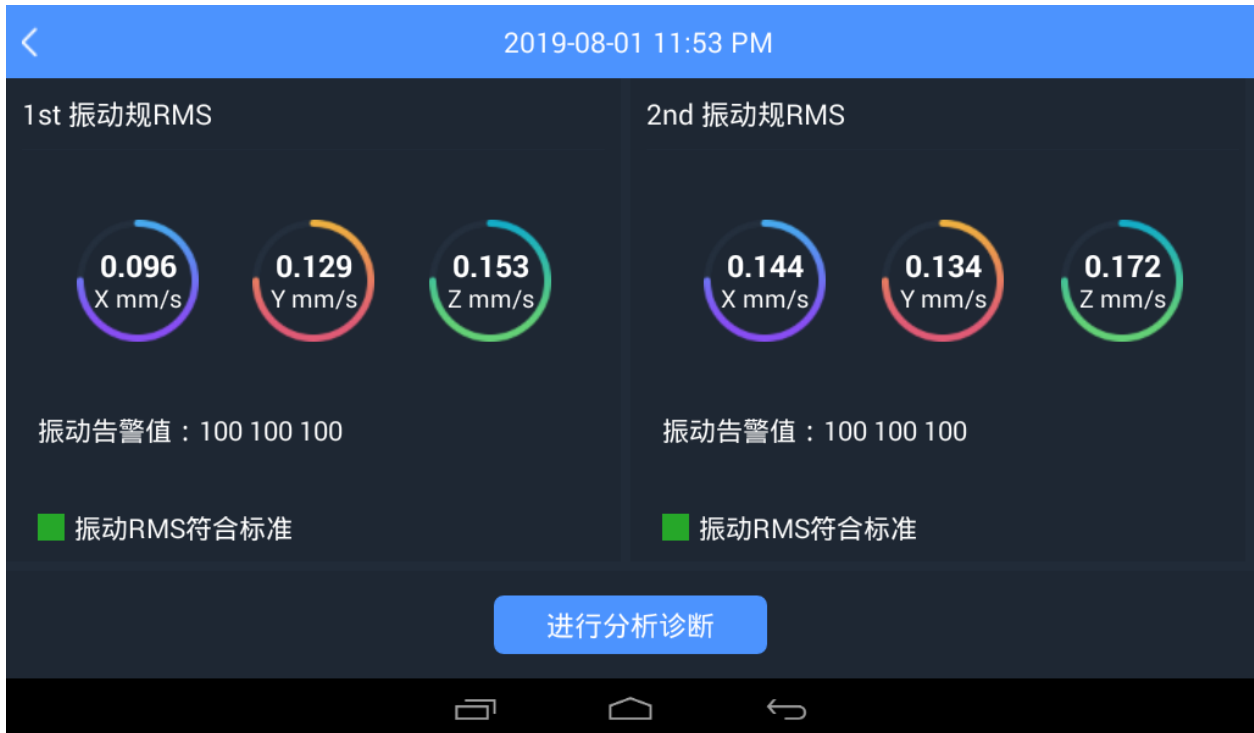 2019-08-01 11:53 PM
1st 振动规RMS
0.096
X mm/s
0.129
Y mm/s
0.153
Z mm/s
振动告警值：100 100 100
振动RMS符合标准
2nd 振动规RMS
0.144
X mm/s
0.134
Y mm/s
0.172
Z mm/s
振动告警值：100 100 100
振动RMS符合标准
进行分析诊断